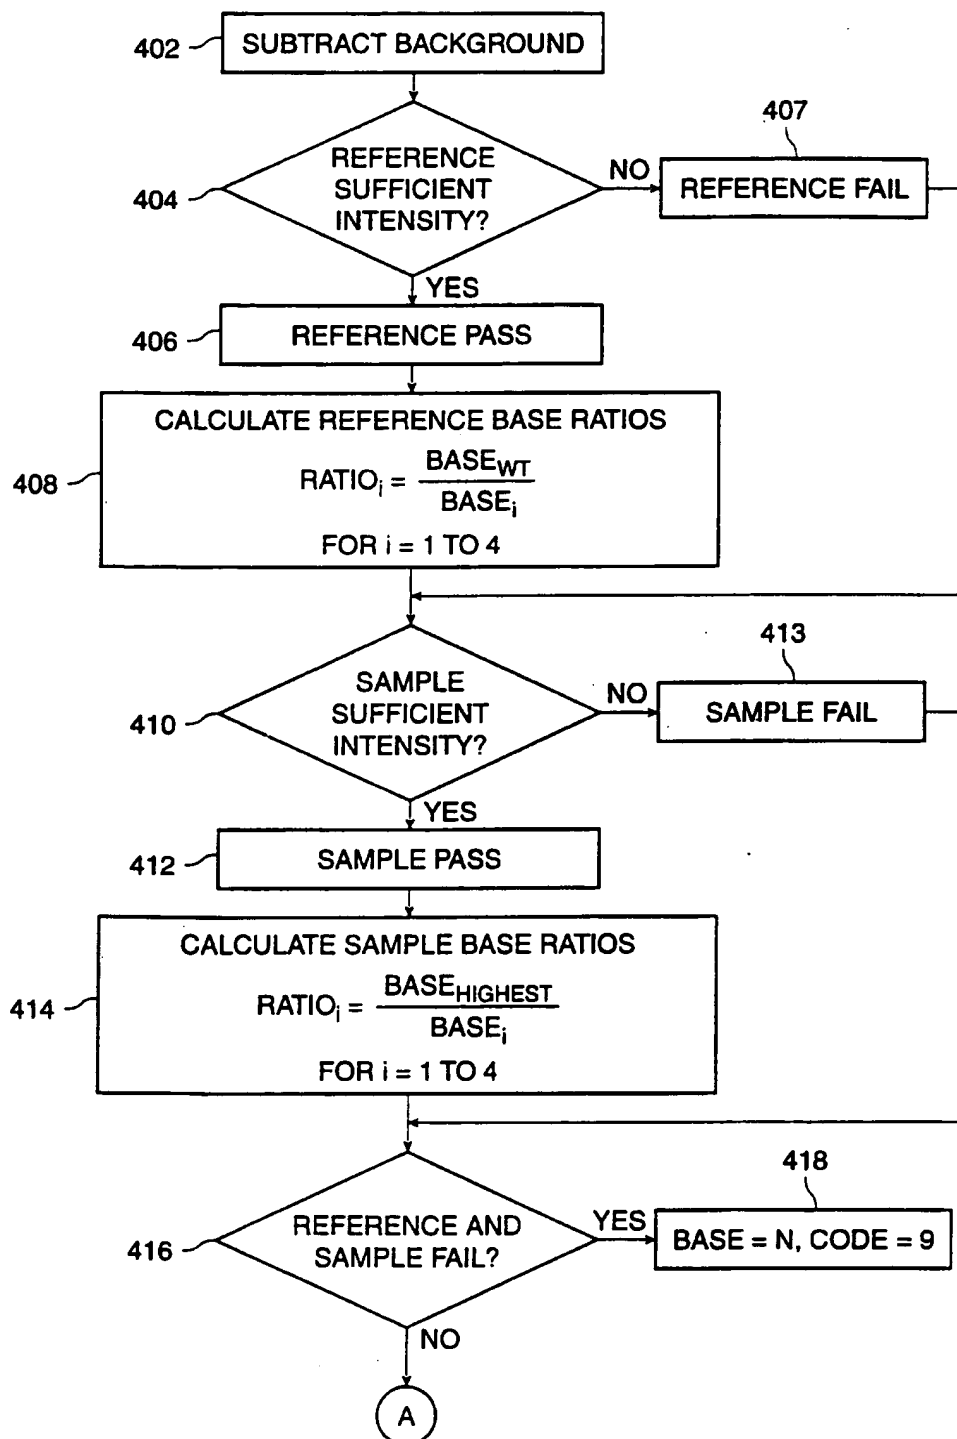 402
SUBTRACT BACKGROUND
407
404
REFERENCE
SUFFICIENT
INTENSITY?
NO
REFERENCE FAIL
YES
406
REFERENCE PASS
408
CALCULATE REFERENCE BASE RATIOS
RATIOi = BASEWT / BASEi
FOR i = 1 TO 4
413
410
SAMPLE
SUFFICIENT
INTENSITY?
NO
SAMPLE FAIL
YES
412
SAMPLE PASS
414
CALCULATE SAMPLE BASE RATIOS
RATIOi = BASEHIGHEST / BASEi
FOR i = 1 TO 4
418
416
REFERENCE AND
SAMPLE FAIL?
YES
BASE = N, CODE = 9
NO
A